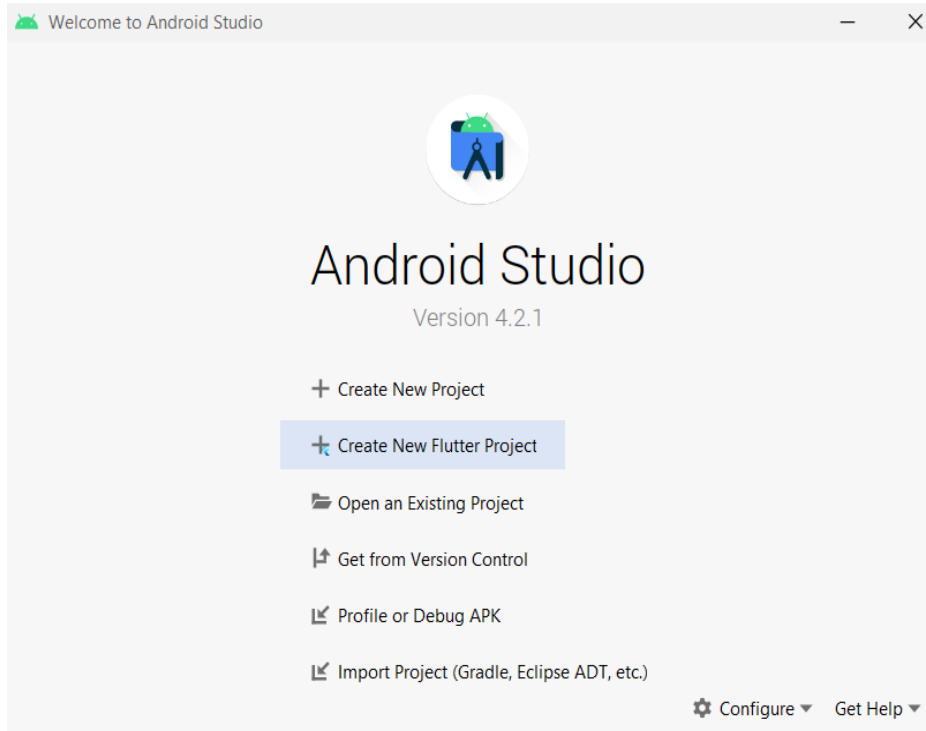 Welcome to Android Studio
Android Studio
Version 4.2.1
Create New Project
Create New Flutter Project
Open an Existing Project
Get from Version Control
Profile or Debug APK
Import Project (Gradle, Eclipse ADT, etc.)
Configure Get Help